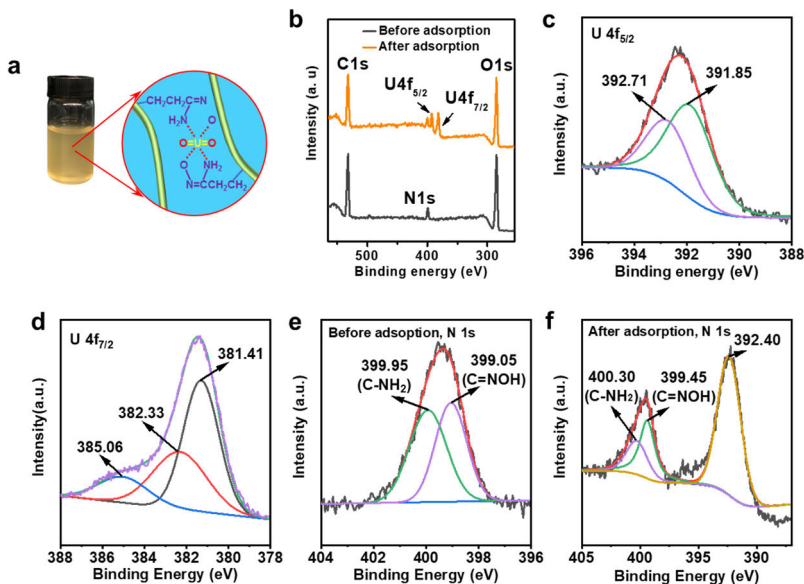 a
CH₂CH₂C=N
H₂N
O
O=U=O
O
NH₂
N=C
CH₂CH₂
b
Before adsorption
After adsorption
C1s
O1s
U4f5/2
U4f7/2
N1s
Intensity (a. u)
500
400
300
Binding energy (eV)
c
U 4f5/2
392.71
391.85
Intensity (a.u.)
396
394
392
390
388
Binding energy (eV)
d
U 4f7/2
381.41
382.33
385.06
Intensity(a.u.)
388
386
384
382
380
378
Binding Energy (eV)
e
Before adsoption, N 1s
399.95
(C-NH₂)
399.05
(C=NOH)
Intensity (a.u.)
404
402
400
398
396
Binding Energy (eV)
f
After adsorption, N 1s
392.40
400.30
(C-NH₂)
399.45
(C=NOH)
Intensity (a.u.)
405
400
395
390
Binding Energy (eV)